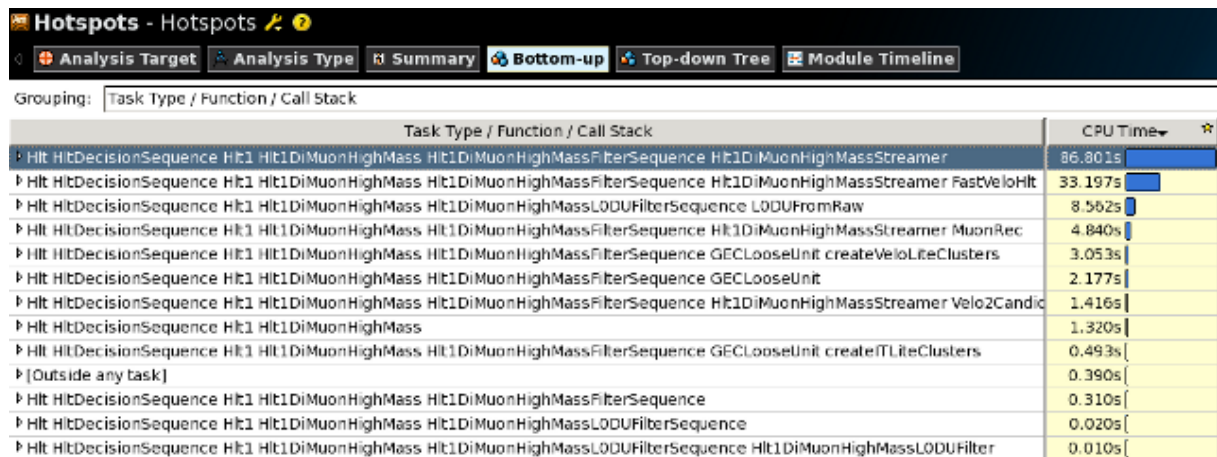 Hotspots - Hotspots
Analysis Target Analysis Type Summary Bottom-up Top-down Tree Module Timeline
Grouping: Task Type / Function / Call Stack
Task Type / Function / Call Stack CPU Time
Hlt HltDecisionSequence Hlt1 Hlt1DiMuonHighMass Hlt1DiMuonHighMassFilterSequence Hlt1DiMuonHighMassStreamer 86.801s
Hlt HltDecisionSequence Hlt1 Hlt1DiMuonHighMass Hlt1DiMuonHighMassFilterSequence Hlt1DiMuonHighMassStreamer FastVeloHlt 33.197s
Hlt HltDecisionSequence Hlt1 Hlt1DiMuonHighMass Hlt1DiMuonHighMassL0DUFilterSequence L0DUFromRaw 8.562s
Hlt HltDecisionSequence Hlt1 Hlt1DiMuonHighMass Hlt1DiMuonHighMassFilterSequence Hlt1DiMuonHighMassStreamer MuonRec 4.840s
Hlt HltDecisionSequence Hlt1 Hlt1DiMuonHighMass Hlt1DiMuonHighMassFilterSequence GECLooseUnit createVeloLiteClusters 3.053s
Hlt HltDecisionSequence Hlt1 Hlt1DiMuonHighMass Hlt1DiMuonHighMassFilterSequence GECLooseUnit 2.177s
Hlt HltDecisionSequence Hlt1 Hlt1DiMuonHighMass Hlt1DiMuonHighMassFilterSequence Hlt1DiMuonHighMassStreamer Velo2Candic 1.416s
Hlt HltDecisionSequence Hlt1 Hlt1DiMuonHighMass 1.320s
Hlt HltDecisionSequence Hlt1 Hlt1DiMuonHighMass Hlt1DiMuonHighMassFilterSequence GECLooseUnit createITLiteClusters 0.493s
[Outside any task] 0.390s
Hlt HltDecisionSequence Hlt1 Hlt1DiMuonHighMass Hlt1DiMuonHighMassFilterSequence 0.310s
Hlt HltDecisionSequence Hlt1 Hlt1DiMuonHighMass Hlt1DiMuonHighMassL0DUFilterSequence 0.020s
Hlt HltDecisionSequence Hlt1 Hlt1DiMuonHighMass Hlt1DiMuonHighMassL0DUFilterSequence Hlt1DiMuonHighMassL0DUFilter 0.010s